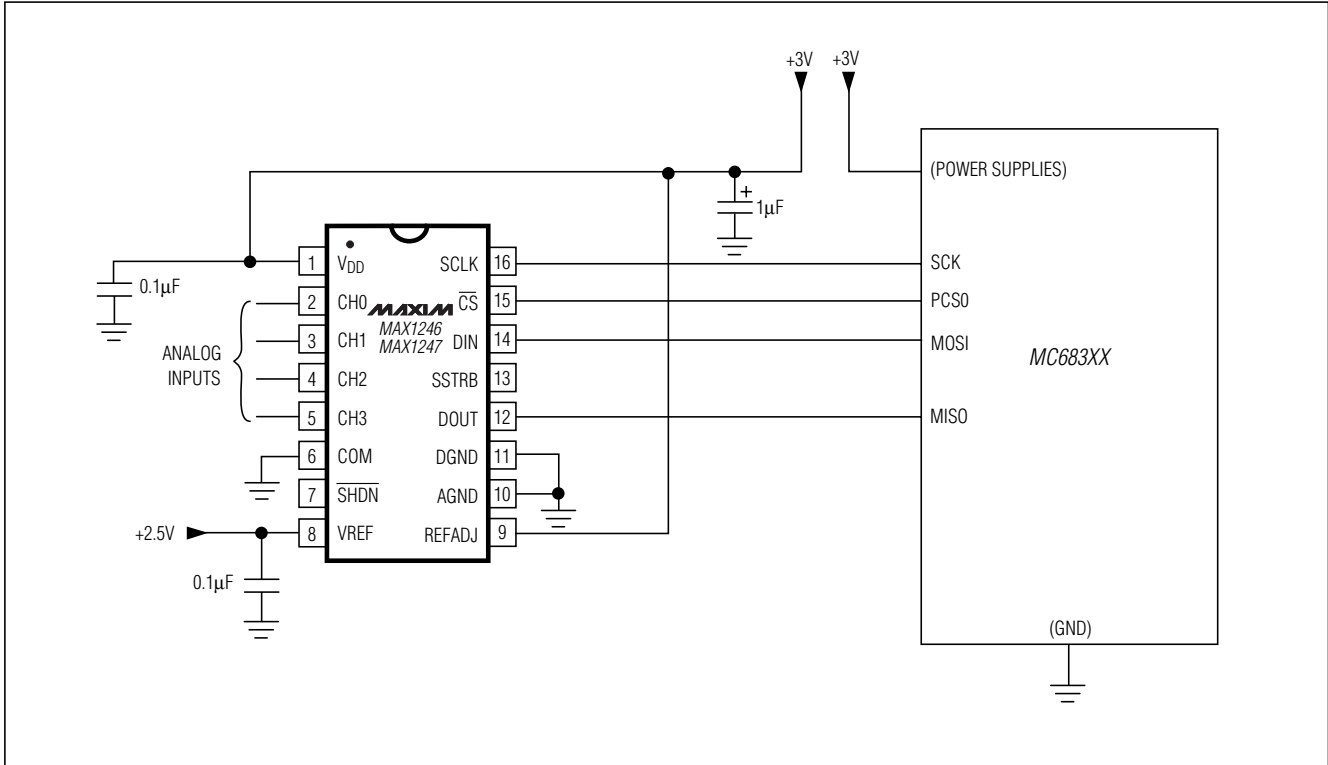 +3V +3V
(POWER SUPPLIES)
+
1µF
0.1µF
1 VDD SCLK 16 SCK
2 CH0 MAXIM CS 15 PCS0
MAX1246
MAX1247
3 CH1 DIN 14 MOSI
MC683XX
ANALOG
INPUTS
4 CH2 SSTRB 13
5 CH3 DOUT 12 MISO
6 COM DGND 11
7 SHDN AGND 10
+2.5V 8 VREF REFADJ 9
0.1µF
(GND)